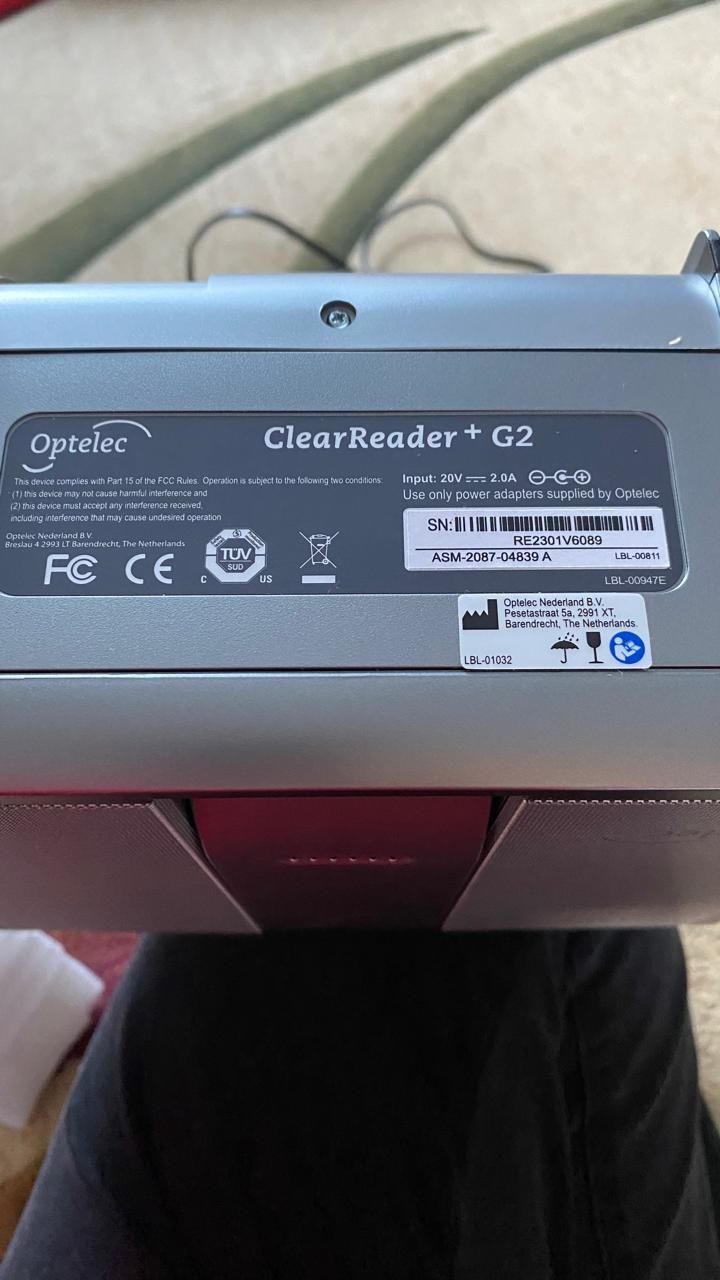 Optelec
ClearReader+ G2
This device complies with Part 15 of the FCC Rules. Operation is subject to the following two conditions:
(1) this device may not cause harmful interference and
(2) this device must accept any interference received,
including interference that may cause undesired operation
Optelec Nederland B.V.
Breslau 4 2993 LT Barendrecht, The Netherlands
FC CE
TÜV
SÜD
C US
Input: 20V 2.0A
Use only power adapters supplied by Optelec
SN:
RE2301V6089
ASM-2087-04839 A LBL-00811
LBL-00947E
Optelec Nederland B.V.
Pesetastraat 5a, 2991 XT,
Barendrecht, The Netherlands.
LBL-01032